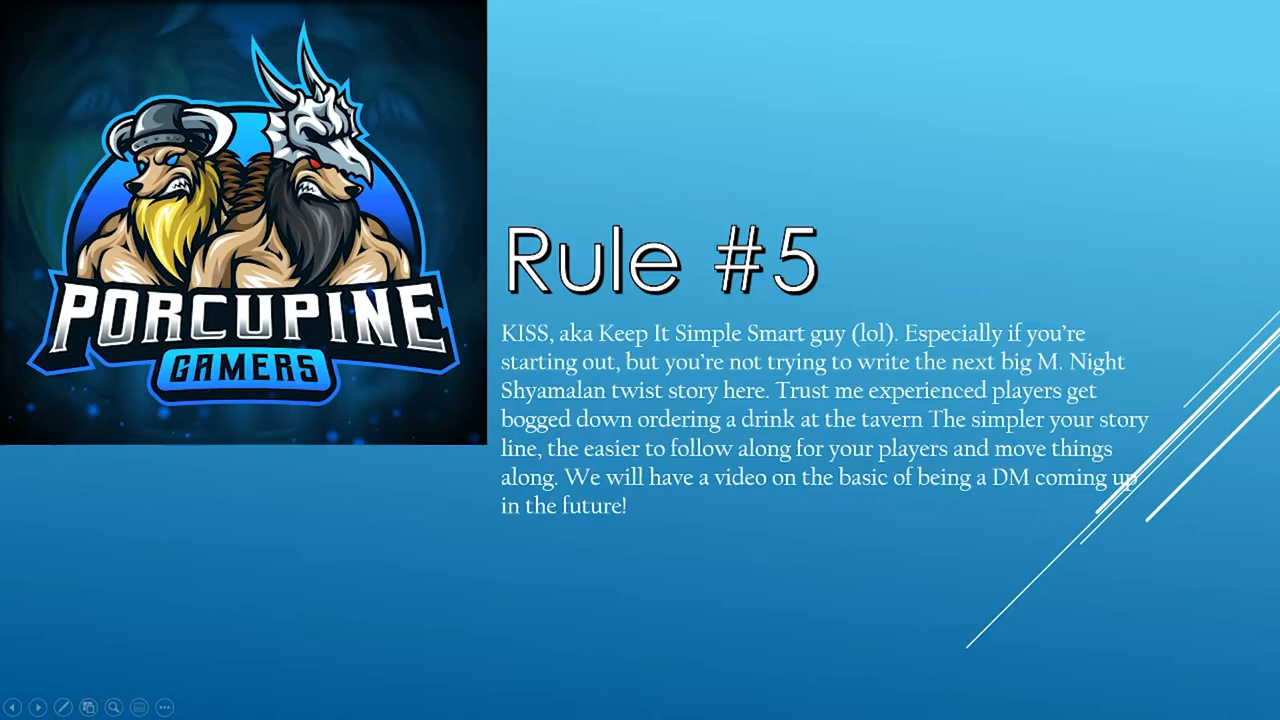 PORCUPINE
GAMERS
Rule #5
KISS, aka Keep It Simple Smart guy (lol). Especially if you’re
starting out, but you’re not trying to write the next big M. Night
Shyamalan twist story here. Trust me experienced players get
bogged down ordering a drink at the tavern The simpler your story
line, the easier to follow along for your players and move things
along. We will have a video on the basic of being a DM coming up
in the future!